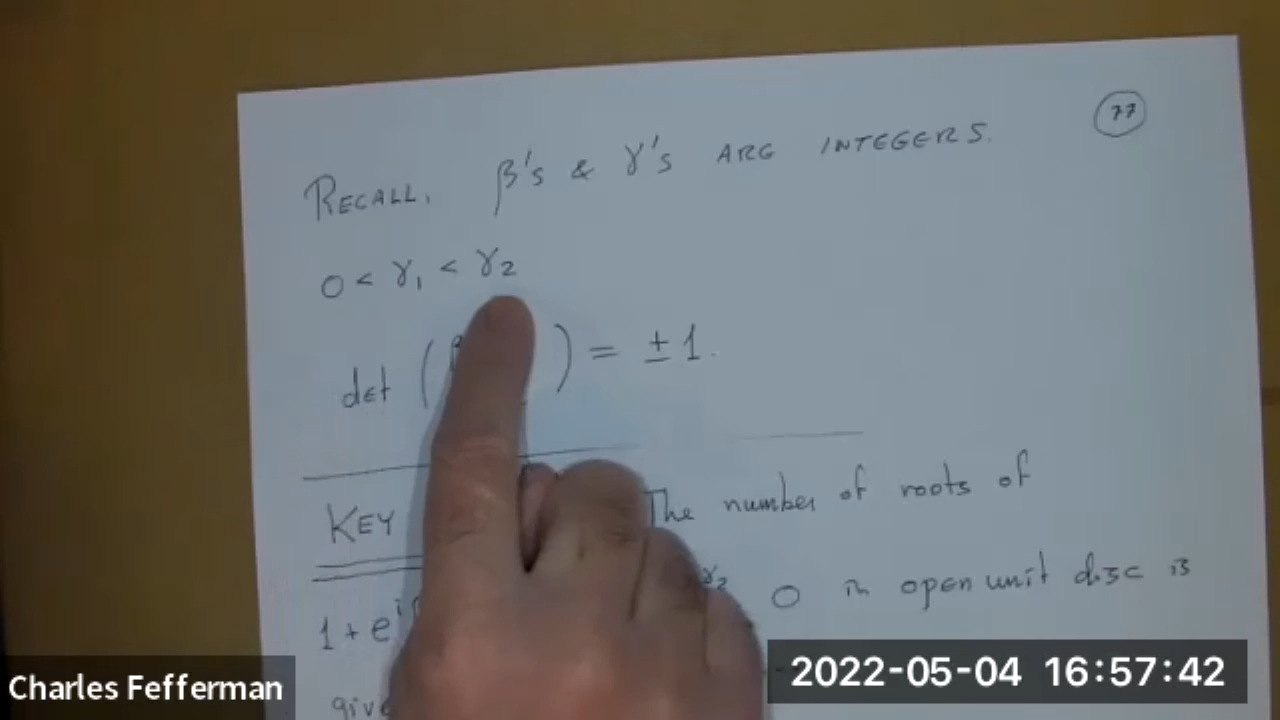 77
RECALL. β's & γ's ARE INTEGERS.
0 < γ₁ < γ₂
det ( ) = ± 1.
KEY The number of roots of
1 + e^i γ₂ 0 in open unit disc is
give
Charles Fefferman
2022-05-04 16:57:42